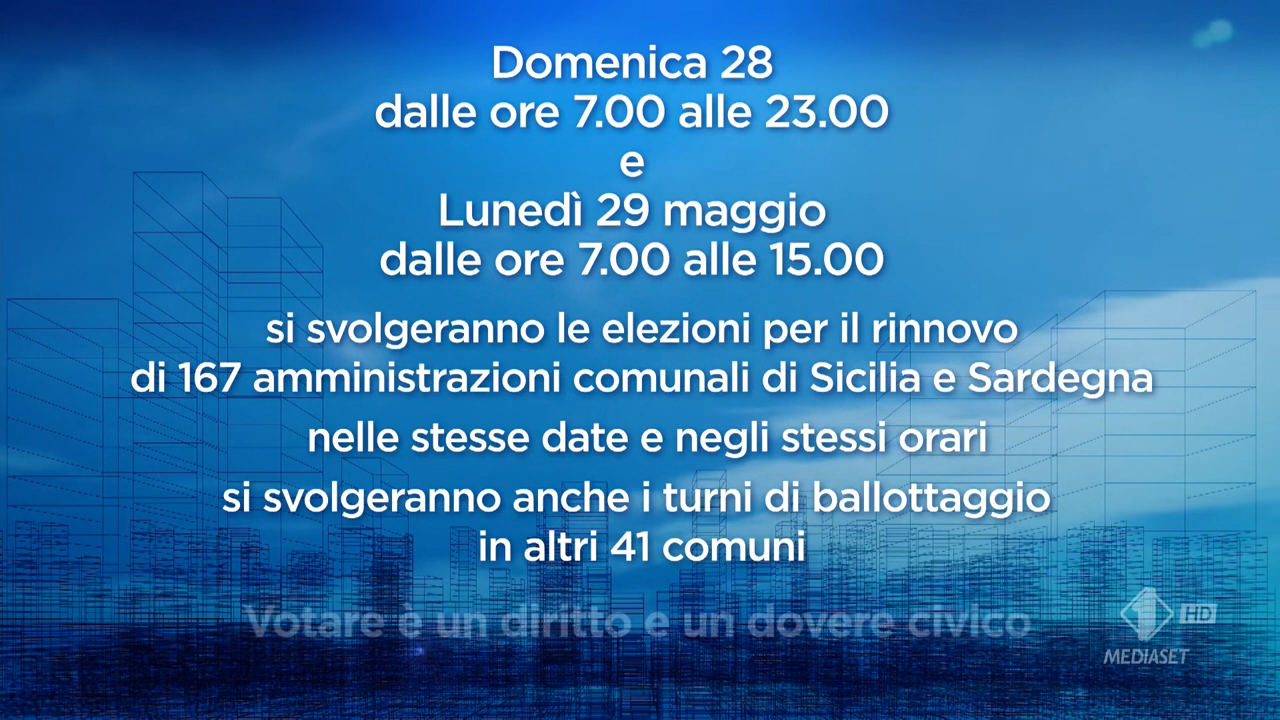 Domenica 28
dalle ore 7.00 alle 23.00
e
Lunedì 29 maggio
dalle ore 7.00 alle 15.00
si svolgeranno le elezioni per il rinnovo
di 167 amministrazioni comunali di Sicilia e Sardegna
nelle stesse date e negli stessi orari
si svolgeranno anche i turni di ballottaggio
in altri 41 comuni
Votare è un diritto e un dovere civico
1 HD
MEDIASET